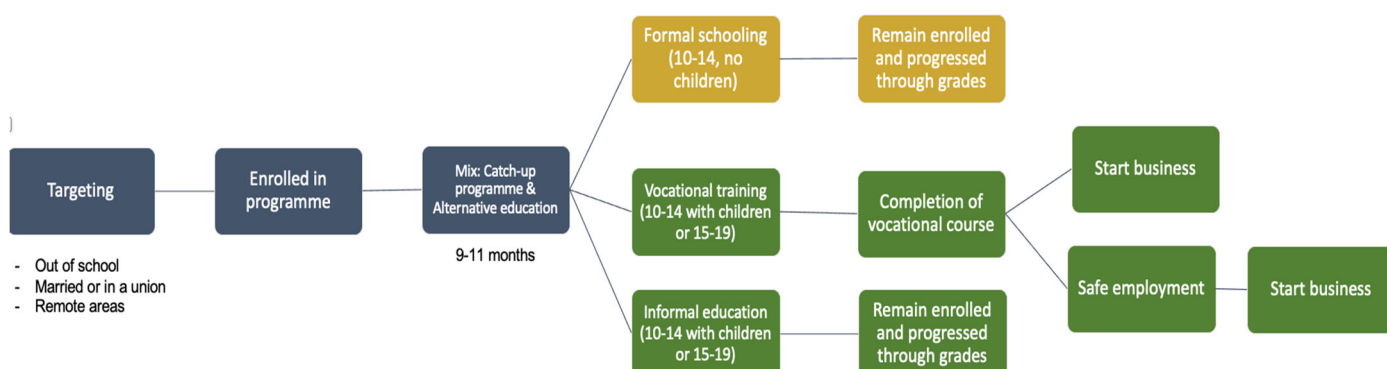 Formal schooling
(10-14, no
children)
Remain enrolled
and progressed
through grades
Targeting
Enrolled in
programme
Mix: Catch-up
programme &
Alternative education
9-11 months
- Out of school
- Married or in a union
- Remote areas
Vocational training
(10-14 with children
or 15-19)
Completion of
vocational course
Start business
Safe employment
Start business
Informal education
(10-14 with children
or 15-19)
Remain enrolled
and progressed
through grades